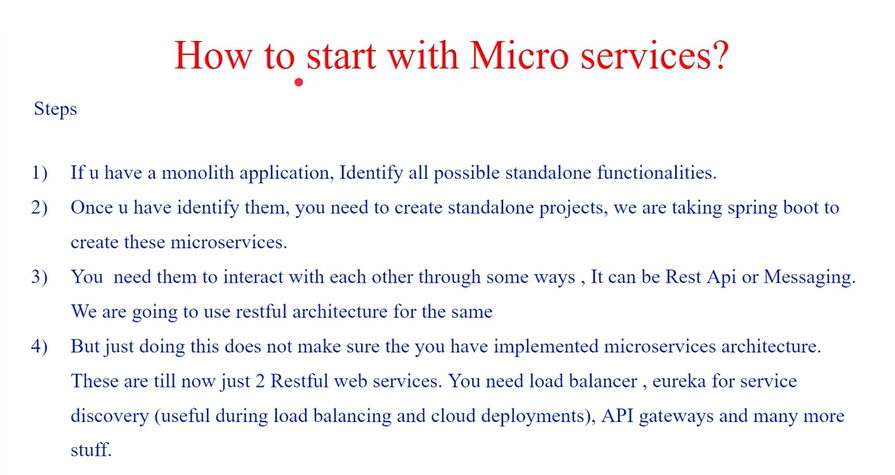 How to start with Micro services?
Steps
1) If u have a monolith application, Identify all possible standalone functionalities.
2) Once u have identify them, you need to create standalone projects, we are taking spring boot to
create these microservices.
3) You  need them to interact with each other through some ways , It can be Rest Api or Messaging.
We are going to use restful architecture for the same
4) But just doing this does not make sure the you have implemented microservices architecture.
These are till now just 2 Restful web services. You need load balancer , eureka for service
discovery (useful during load balancing and cloud deployments), API gateways and many more
stuff.